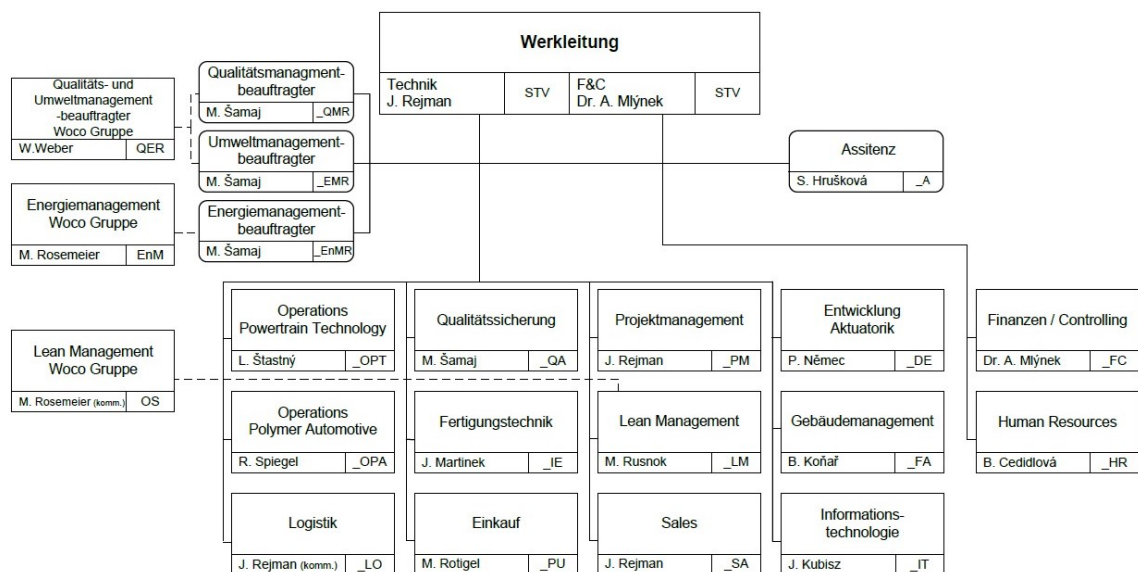 Werkleitung
Technik
J. Rejman
STV
F&C
Dr. A. Mlýnek
STV
Qualitäts- und
Umweltmanagement
-beauftragter
Woco Gruppe
W.Weber
QER
Qualitätsmanagment-
beauftragter
M. Šamaj
_QMR
Umweltmanagement-
beauftragter
M. Šamaj
_EMR
Assitenz
S. Hrušková
_A
Energiemanagement
Woco Gruppe
M. Rosemeier
EnM
Energiemanagement-
beauftragter
M. Šamaj
_EnMR
Operations
Powertrain Technology
L. Štastný
_OPT
Qualitätssicherung
M. Šamaj
_QA
Projektmanagement
J. Rejman
_PM
Entwicklung
Aktuatorik
P. Němec
_DE
Finanzen / Controlling
Dr. A. Mlýnek
_FC
Lean Management
Woco Gruppe
M. Rosemeier (komm.)
OS
Operations
Polymer Automotive
R. Spiegel
_OPA
Fertigungstechnik
J. Martinek
_IE
Lean Management
M. Rusnok
_LM
Gebäudemanagement
B. Koňař
_FA
Human Resources
B. Cedidlová
_HR
Logistik
J. Rejman (komm.)
_LO
Einkauf
M. Rotigel
_PU
Sales
J. Rejman
_SA
Informations-
technologie
J. Kubisz
_IT